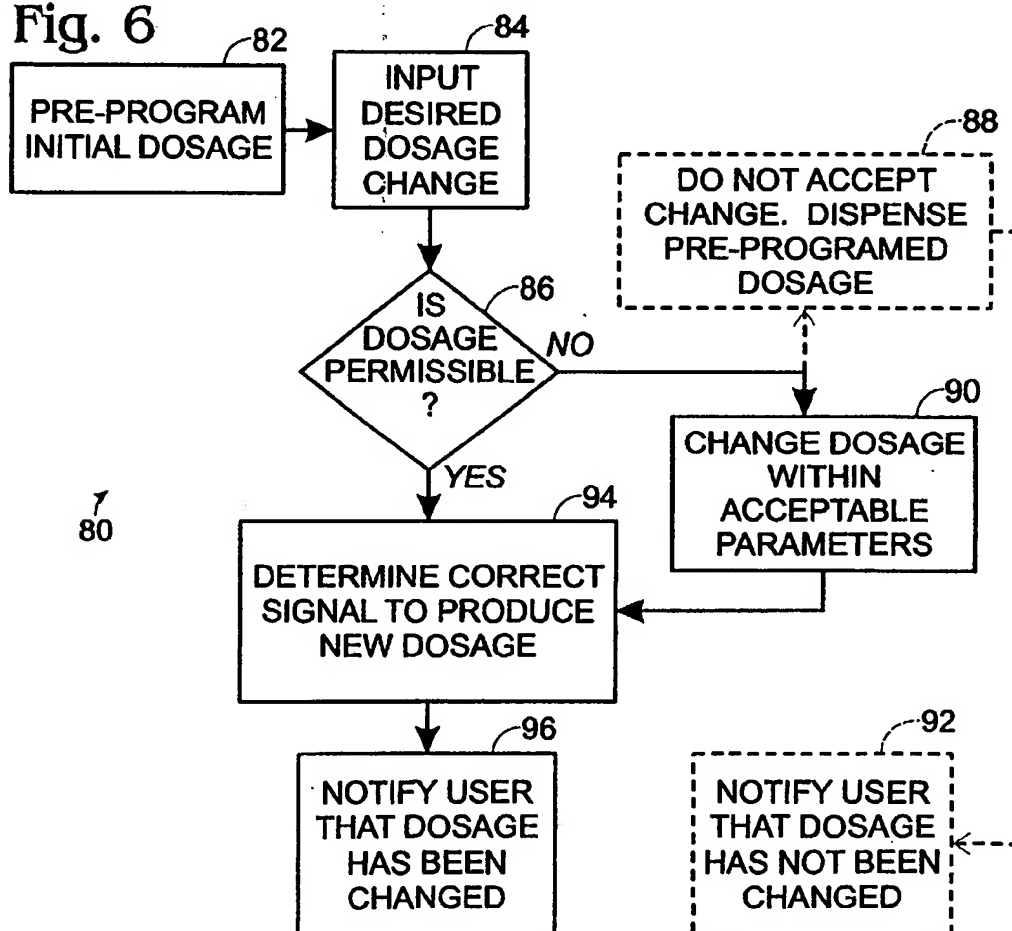 Fig. 6
82
PRE-PROGRAM
INITIAL DOSAGE
84
INPUT
DESIRED
DOSAGE
CHANGE
88
DO NOT ACCEPT
CHANGE. DISPENSE
PRE-PROGRAMED
DOSAGE
86
IS
DOSAGE
PERMISSIBLE
?
NO
YES
90
CHANGE DOSAGE
WITHIN
ACCEPTABLE
PARAMETERS
80
94
DETERMINE CORRECT
SIGNAL TO PRODUCE
NEW DOSAGE
96
NOTIFY USER
THAT DOSAGE
HAS BEEN
CHANGED
92
NOTIFY USER
THAT DOSAGE
HAS NOT BEEN
CHANGED